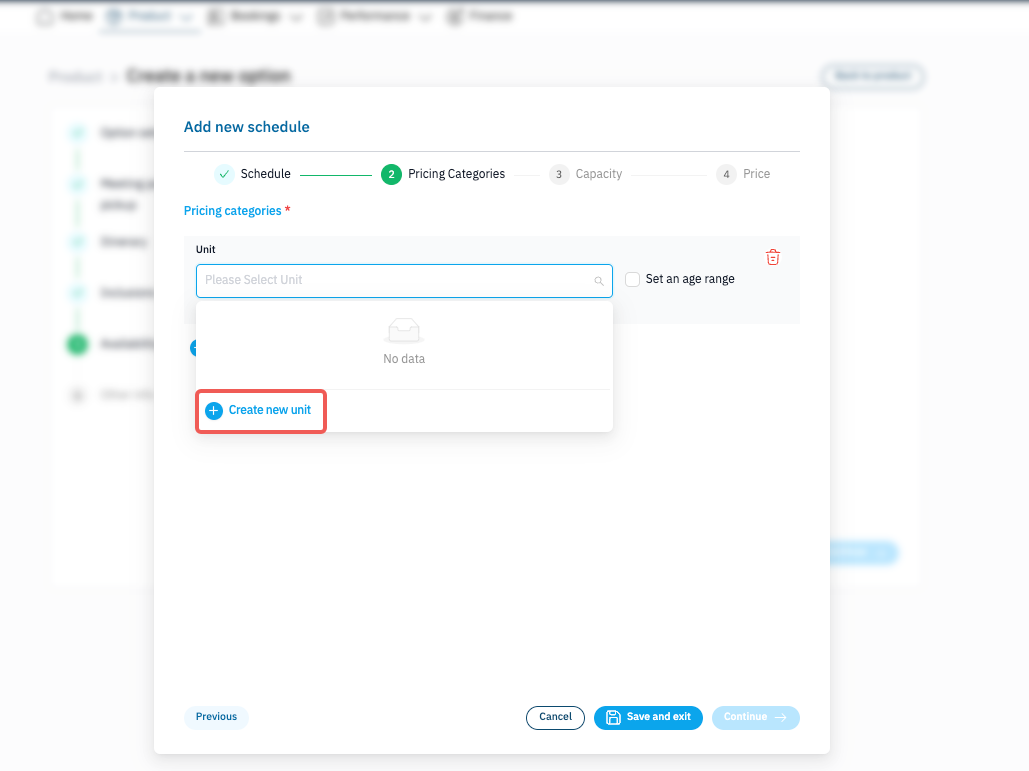 Home Product Bookings Performance Finance
Product Create a new option
Back to product
Add new schedule
Schedule 2 Pricing Categories 3 Capacity 4 Price
Pricing categories *
Unit
Please Select Unit
Set an age range
No data
Create new unit
Previous Cancel Save and exit Continue